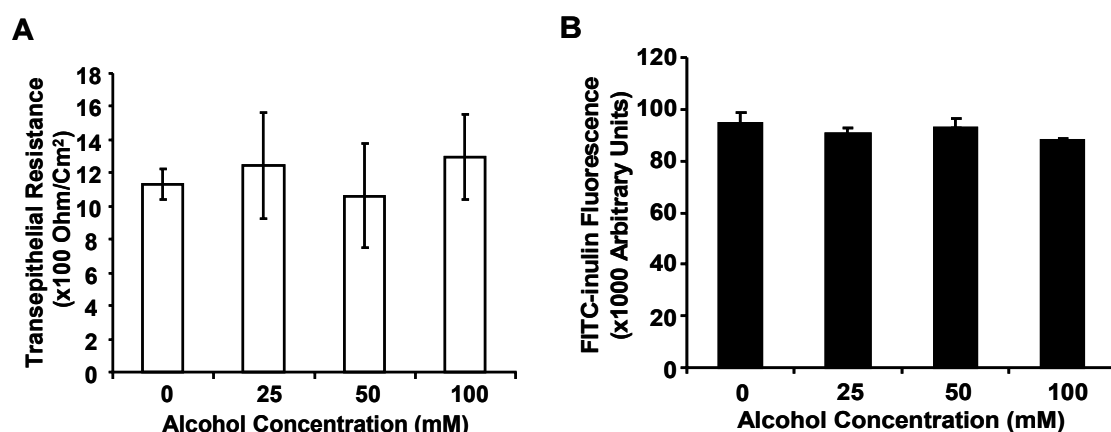 A
Transepithelial Resistance
(x100 Ohm/Cm²)
18
16
14
12
10
8
6
4
2
0
0 25 50 100
Alcohol Concentration (mM)
B
FITC-inulin Fluorescence
(x1000 Arbitrary Units)
120
100
80
60
40
20
0
0 25 50 100
Alcohol Concentration (mM)